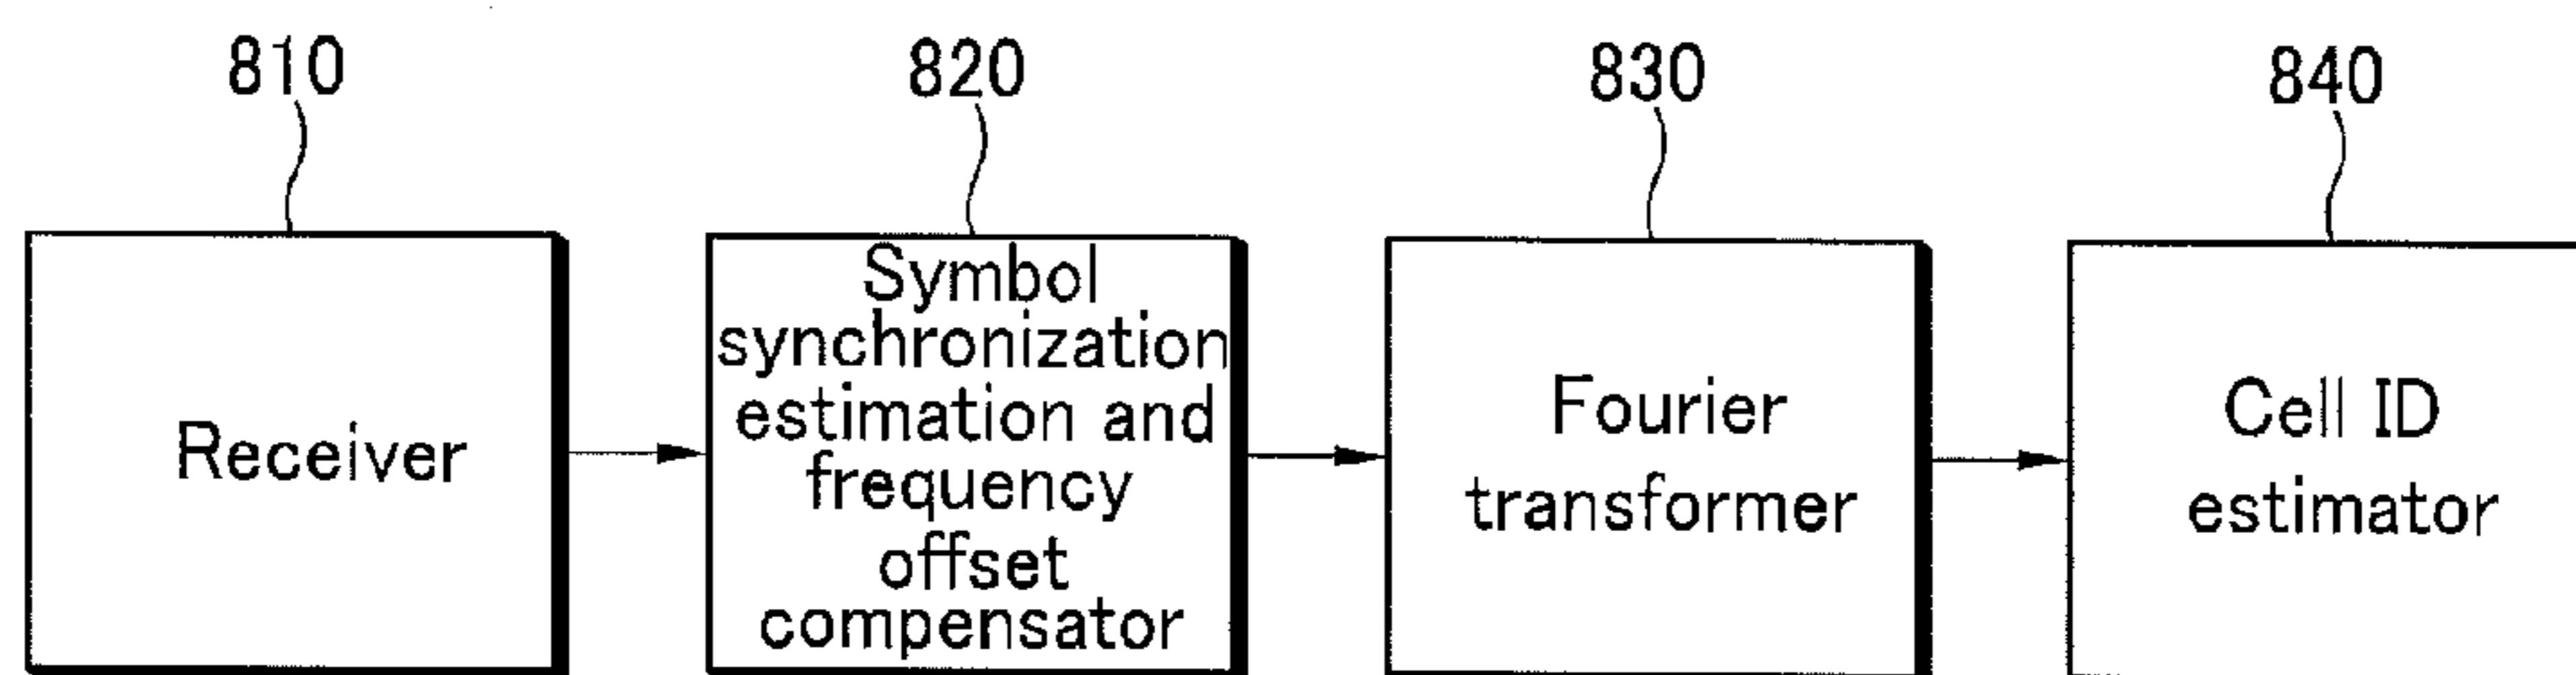 810
820
830
840
Receiver
Symbol
synchronization
estimation and
frequency
offset
compensator
Fourier
transformer
Cell ID
estimator